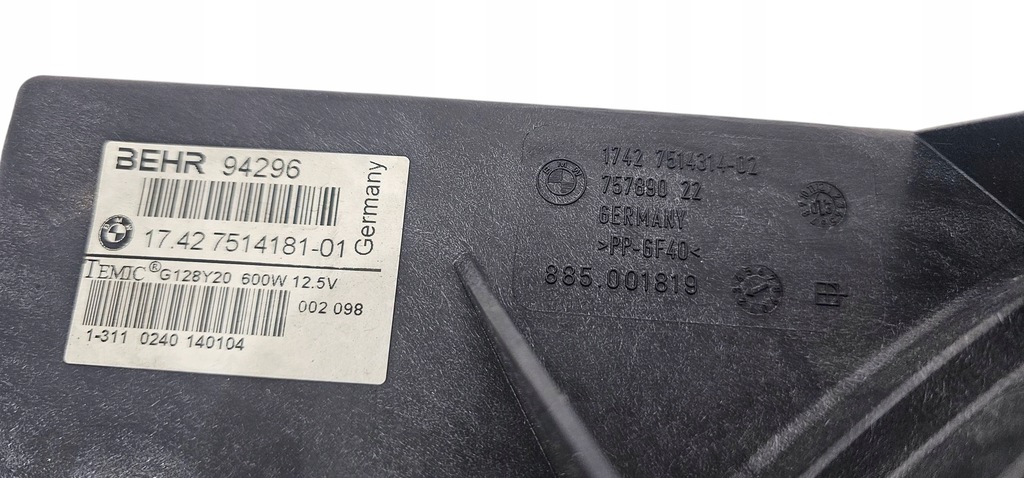 BEHR 94296
17.42 7514181-01
Germany
TEMIC® G128Y20 600W 12.5V
002 098
1-311 0240 140104
1742 7514314-02
757890 22
GERMANY
>PP-GF40<
885.001819